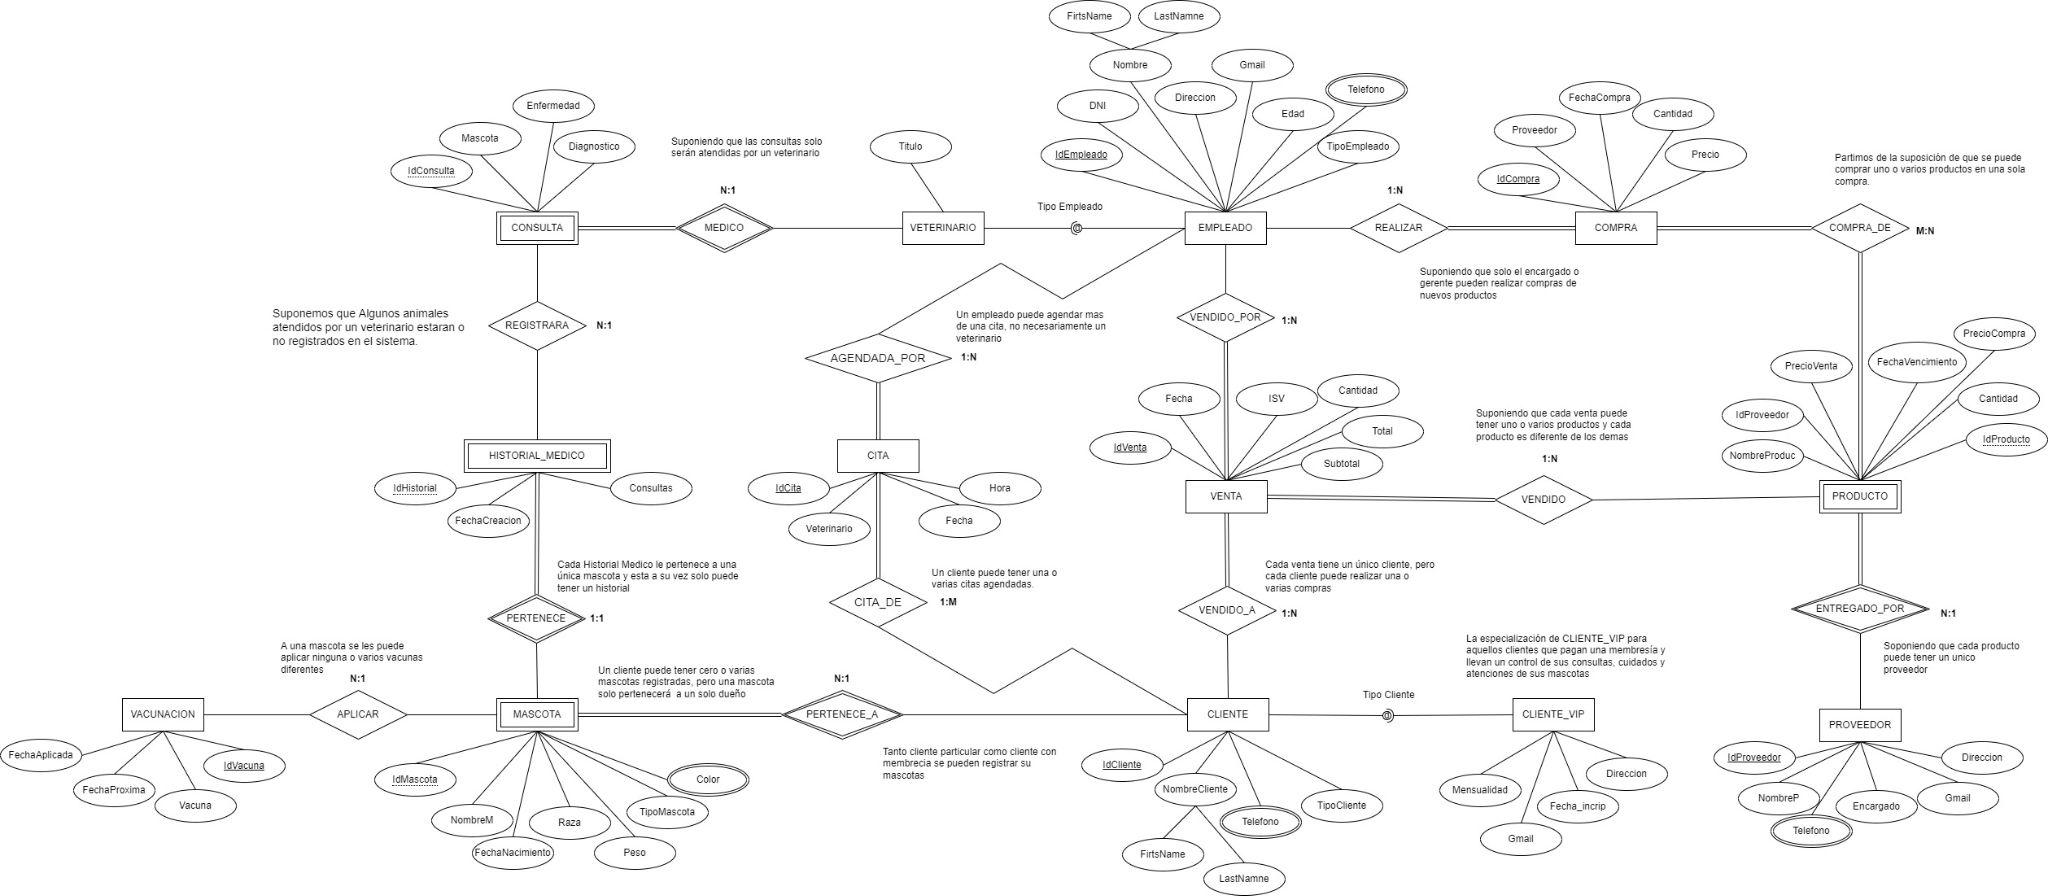 FirtsName
LastNamne
Nombre
Gmail
DNI
Direccion
Telefono
Edad
IdEmpleado
TipoEmpleado
FechaCompra
Proveedor
Cantidad
Precio
IdCompra
Enfermedad
Mascota
Diagnostico
IdConsulta
Suponiendo que las consultas solo
serán atendidas por un veterinario
Titulo
Partimos de la suposición de que se puede
comprar uno o varios productos en una sola
compra.
N:1
Tipo Empleado
1:N
CONSULTA
MEDICO
VETERINARIO
@
EMPLEADO
REALIZAR
COMPRA
COMPRA_DE
M:N
Suponiendo que solo el encargado o
gerente pueden realizar compras de
nuevos productos
Suponemos que Algunos animales
atendidos por un veterinario estaran o
no registrados en el sistema.
REGISTRARA
N:1
Un empleado puede agendar mas
de una cita, no necesariamente un
veterinario
AGENDADA_POR
1:N
VENDIDO_POR
1:N
PrecioCompra
PrecioVenta
FechaVencimiento
IdProveedor
Cantidad
NombreProduc
IdProducto
Fecha
ISV
Cantidad
IdVenta
Total
Subtotal
Suponiendo que cada venta puede
tener uno o varios productos y cada
producto es diferente de los demas
1:N
HISTORIAL_MEDICO
CITA
IdHistorial
Consultas
FechaCreacion
IdCita
Hora
Veterinario
Fecha
VENTA
VENDIDO
PRODUCTO
Cada Historial Medico le pertenece a una
única mascota y esta a su vez solo puede
tener un historial
PERTENECE
1:1
Un cliente puede tener una o
varias citas agendadas.
CITA_DE
1:M
Cada venta tiene un único cliente, pero
cada cliente puede realizar una o
varias compras
VENDIDO_A
1:N
ENTREGADO_POR
N:1
Soponiendo que cada producto
puede tener un unico
proveedor
A una mascota se les puede
aplicar ninguna o varios vacunas
diferentes
N:1
Un cliente puede tener cero o varias
mascotas registradas, pero una mascota
solo pertenecerá a un solo dueño
N:1
La especialización de CLIENTE_VIP para
aquellos clientes que pagan una membresía y
llevan un control de sus consultas, cuidados y
atenciones de sus mascotas
Tipo Cliente
VACUNACION
APLICAR
MASCOTA
PERTENECE_A
CLIENTE
@
CLIENTE_VIP
PROVEEDOR
Tanto cliente particular como cliente con
membrecia se pueden registrar su
mascotas
FechaAplicada
IdVacuna
FechaProxima
Vacuna
IdMascota
Color
NombreM
TipoMascota
Raza
FechaNacimiento
Peso
IdCliente
NombreCliente
TipoCliente
Telefono
FirtsName
LastNamne
Mensualidad
Direccion
Fecha_incrip
Gmail
IdProveedor
Direccion
NombreP
Encargado
Gmail
Telefono